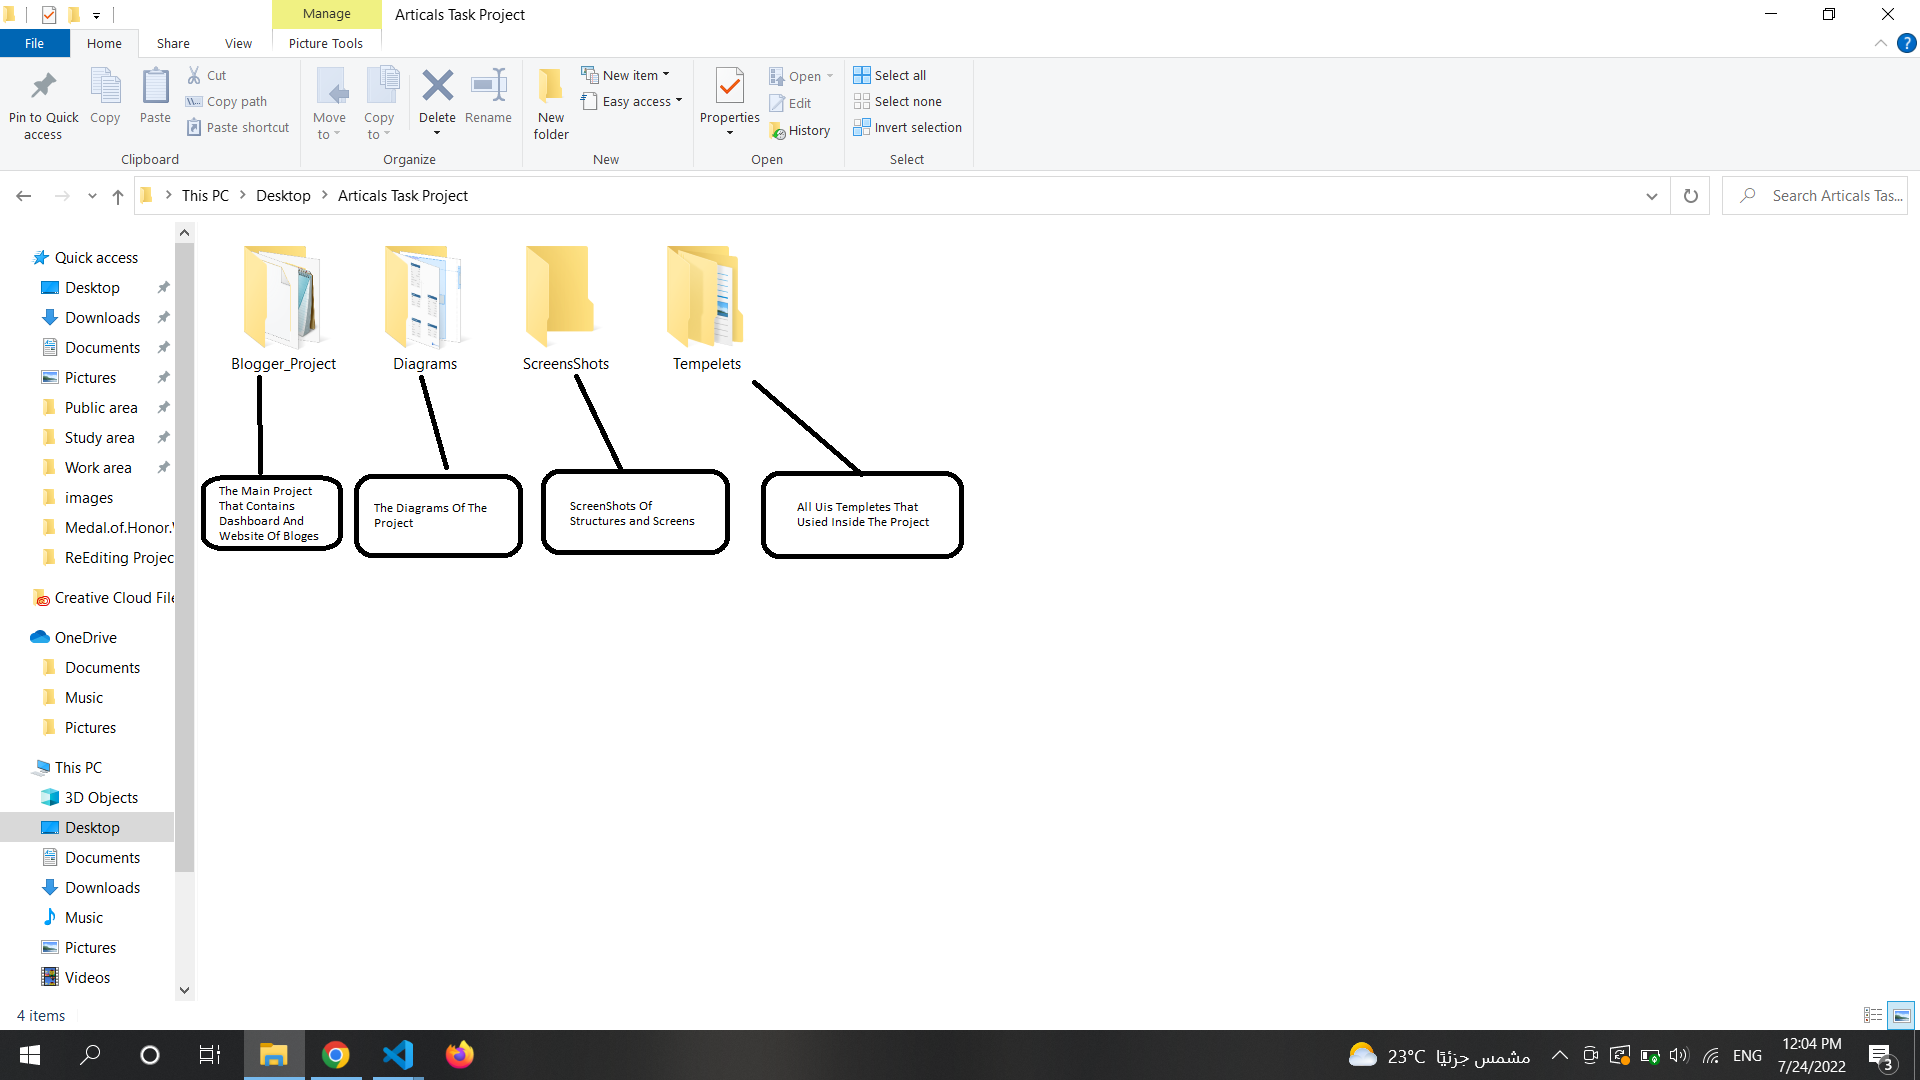 Manage
Articals Task Project
File
Home
Share
View
Picture Tools
?
Pin to Quick access
Copy
Paste
Cut
Copy path
Paste shortcut
Clipboard
Move to
Copy to
Delete
Rename
Organize
New folder
New item
Easy access
New
Properties
Open
Edit
History
Open
Select all
Select none
Invert selection
Select
This PC
Desktop
Articals Task Project
Search Articals Tas...
Quick access
Desktop
Downloads
Documents
Pictures
Public area
Study area
Work area
images
Medal.of.Honor.
ReEditing Projec
Creative Cloud File
OneDrive
Documents
Music
Pictures
This PC
3D Objects
Desktop
Documents
Downloads
Music
Pictures
Videos
Blogger_Project
Diagrams
ScreensShots
Tempelets
The Main Project
That Contains
Dashboard And
Website Of Bloges
The Diagrams Of The
Project
ScreenShots Of
Structures and Screens
All Uis Templetes That
Usied Inside The Project
4 items
23°C مشمس جزئيًا
ENG
12:04 PM
7/24/2022
3